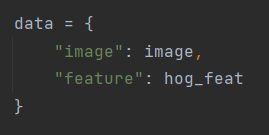 data = {
    "image": image,
    "feature": hog_feat
}